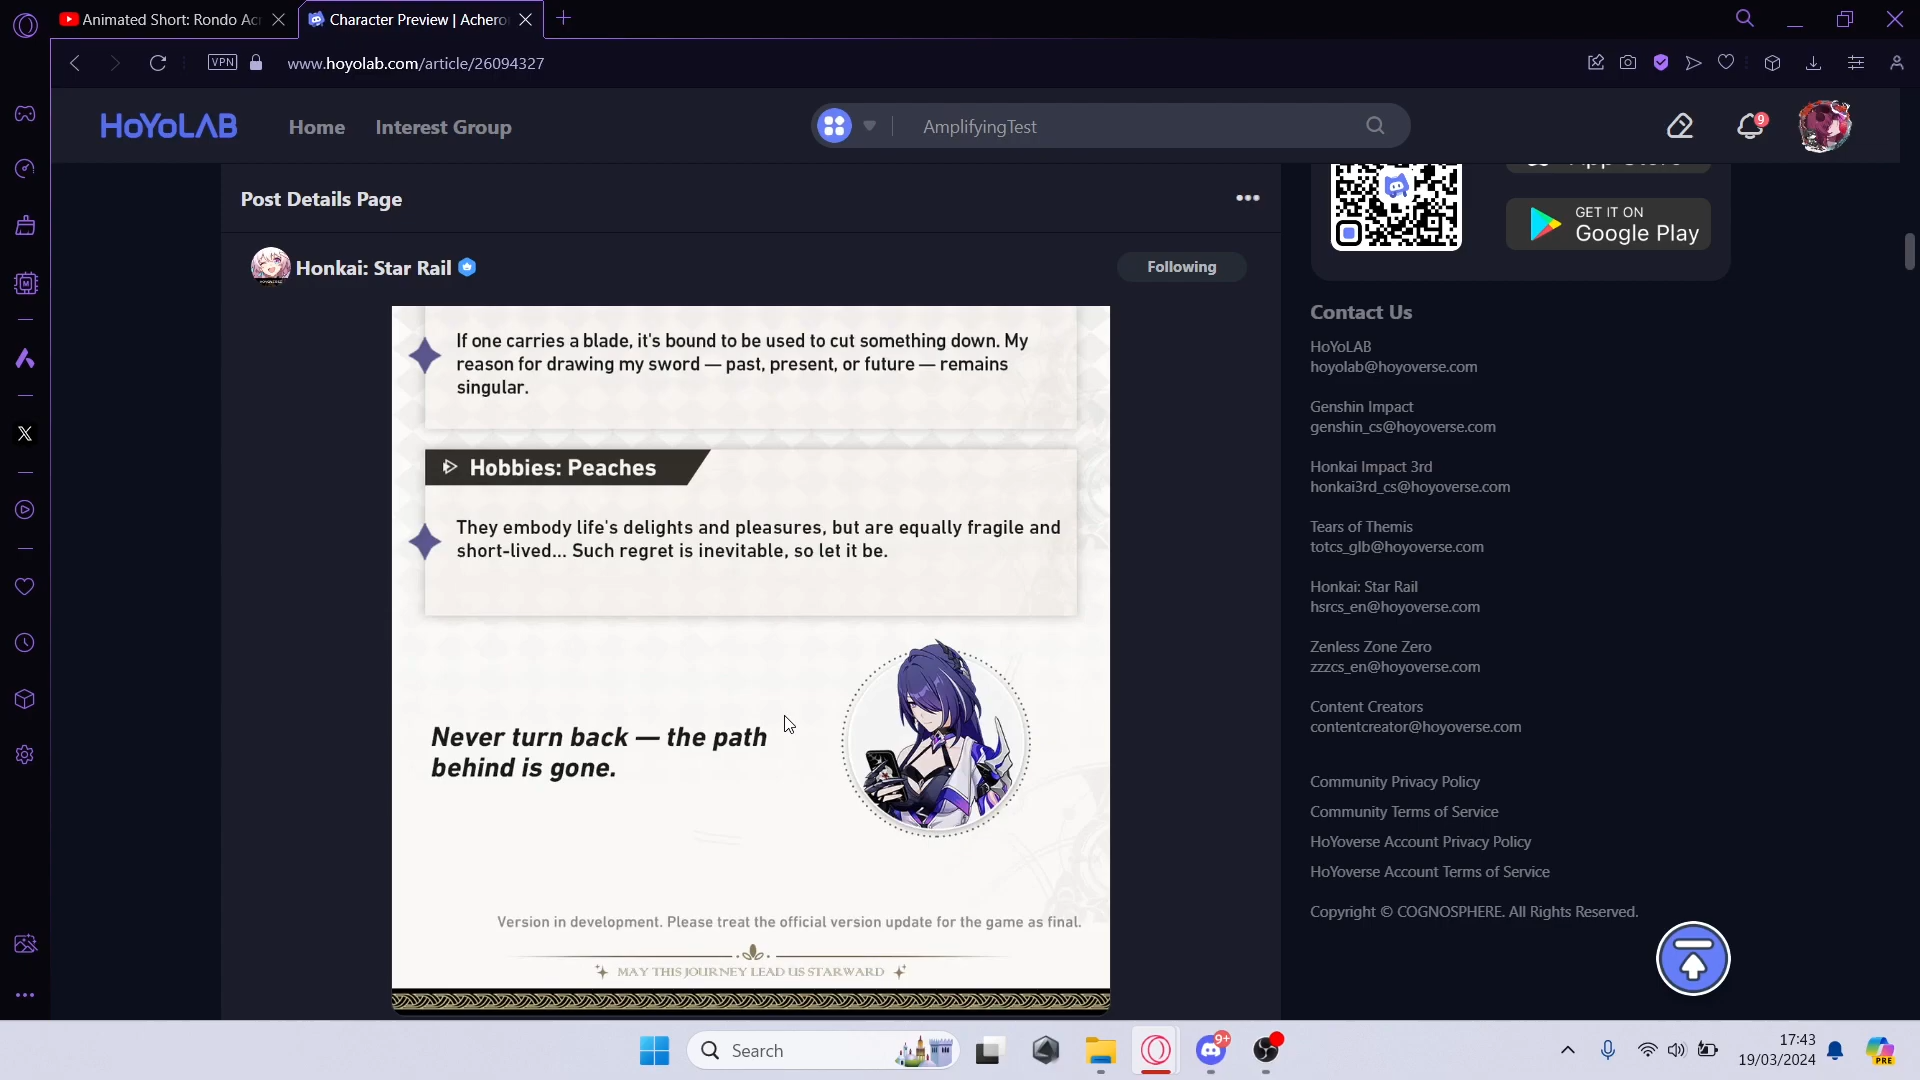 Animated Short: Rondo Ac
Character Preview | Achero
VPN
www.hoyolab.com/article/26094327
HoYoLAB
Home
Interest Group
AmplifyingTest
9
Post Details Page
Honkai: Star Rail
Following
If one carries a blade, it's bound to be used to cut something down. My
reason for drawing my sword — past, present, or future — remains
singular.
Hobbies: Peaches
They embody life's delights and pleasures, but are equally fragile and
short-lived... Such regret is inevitable, so let it be.
Never turn back — the path
behind is gone.
Version in development. Please treat the official version update for the game as final.
MAY THIS JOURNEY LEAD US STARWARD
App Store
GET IT ON
Google Play
Contact Us
HoYoLAB
hoyolab@hoyoverse.com
Genshin Impact
genshin_cs@hoyoverse.com
Honkai Impact 3rd
honkai3rd_cs@hoyoverse.com
Tears of Themis
totcs_glb@hoyoverse.com
Honkai: Star Rail
hsrcs_en@hoyoverse.com
Zenless Zone Zero
zzzcs_en@hoyoverse.com
Content Creators
contentcreator@hoyoverse.com
Community Privacy Policy
Community Terms of Service
HoYoverse Account Privacy Policy
HoYoverse Account Terms of Service
Copyright © COGNOSPHERE. All Rights Reserved.
Search
9+
17:43
19/03/2024
PRE